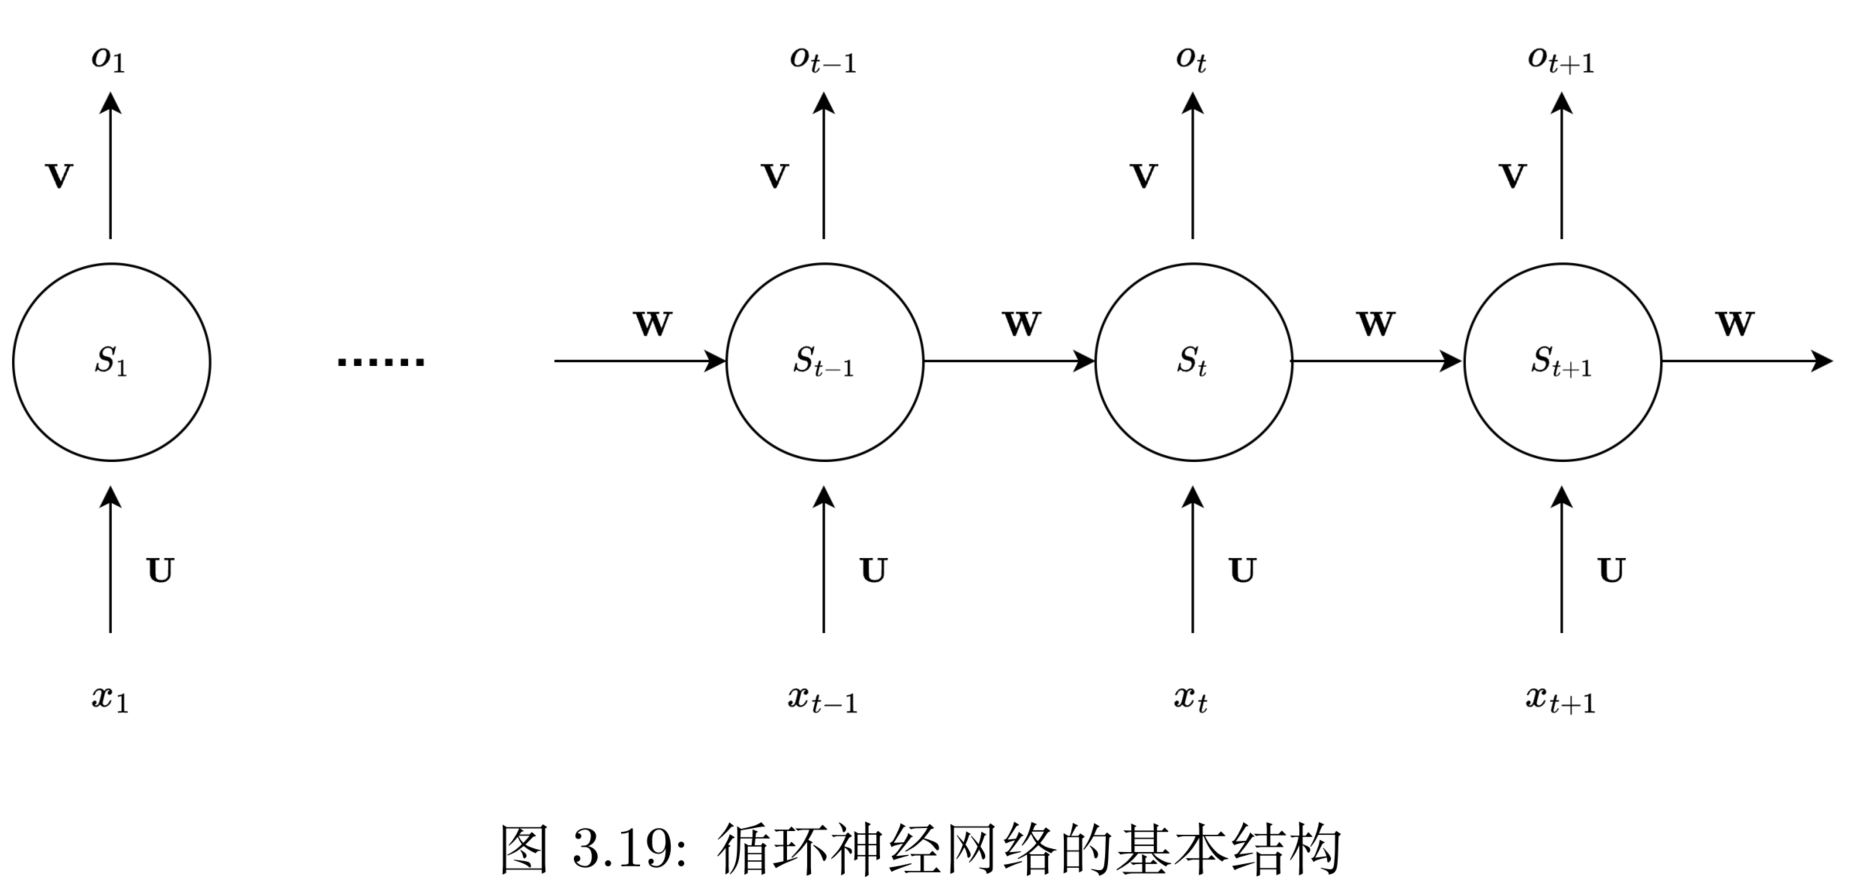 o₁ oₜ₋₁ oₜ oₜ₊₁
V V V V
W W W W
S₁ ...... Sₜ₋₁ Sₜ Sₜ₊₁
U U U U
x₁ xₜ₋₁ xₜ xₜ₊₁
图 3.19: 循环神经网络的基本结构